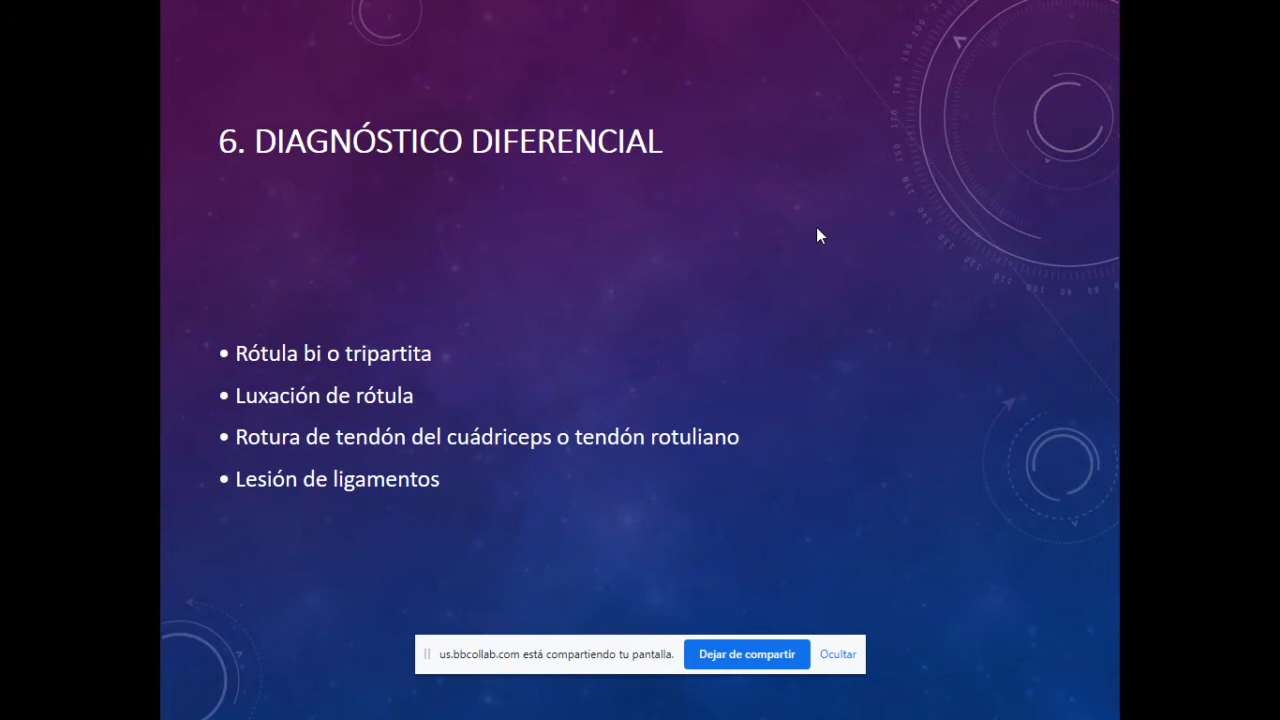 6. DIAGNÓSTICO DIFERENCIAL
• Rótula bi o tripartita
• Luxación de rótula
• Rotura de tendón del cuádriceps o tendón rotuliano
• Lesión de ligamentos
us.bbcollab.com está compartiendo tu pantalla. Dejar de compartir Ocultar